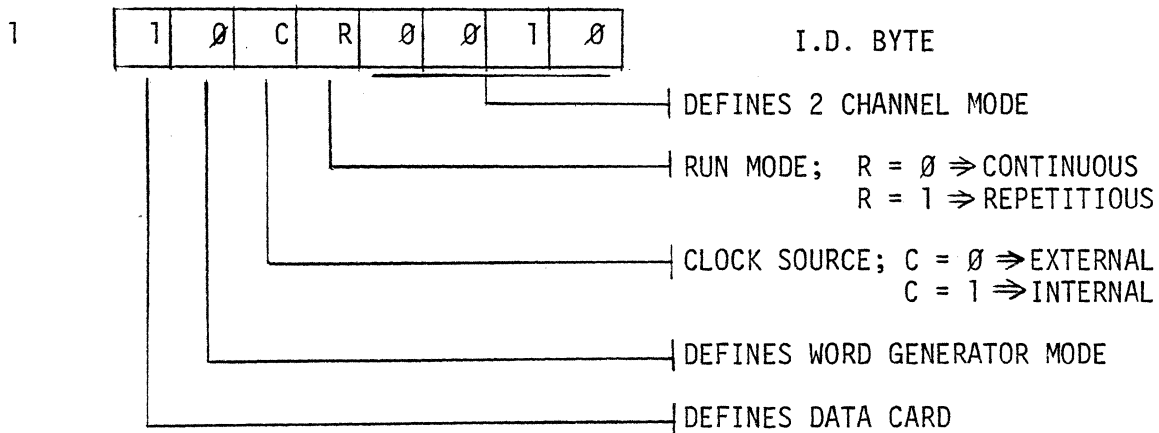 1 1 Ø C R Ø Ø 1 Ø I.D. BYTE
DEFINES 2 CHANNEL MODE
RUN MODE; R = Ø ⇒ CONTINUOUS
R = 1 ⇒ REPETITIOUS
CLOCK SOURCE; C = Ø ⇒ EXTERNAL
C = 1 ⇒ INTERNAL
DEFINES WORD GENERATOR MODE
DEFINES DATA CARD